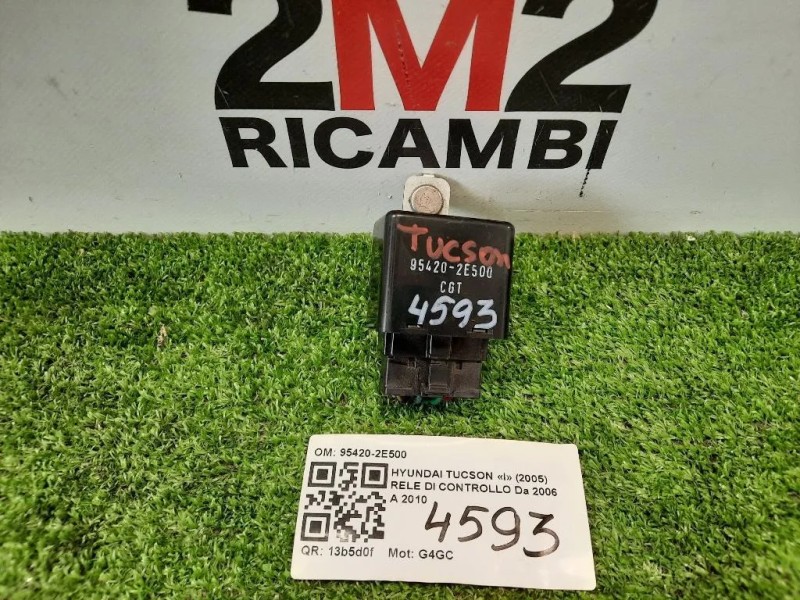 2M2
RICAMBI
Tucson
95420-2E500
CGT
4593
OM: 95420-2E500
HYUNDAI TUCSON «I» (2005)
RELE DI CONTROLLO Da 2006
A 2010
4593
QR: 13b5d0f Mot: G4GC